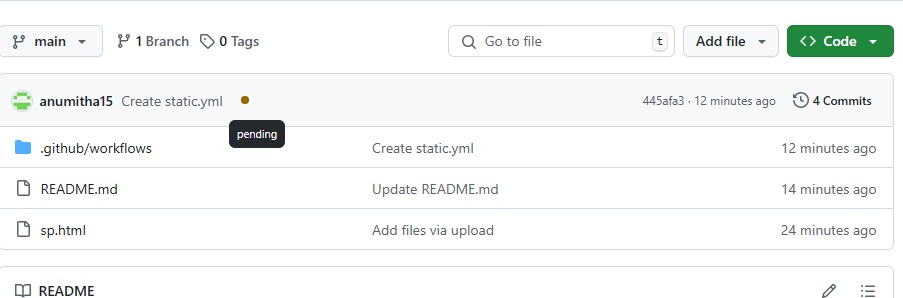 main 1 Branch 0 Tags Go to file t Add file Code
anumitha15 Create static.yml 445afa3 · 12 minutes ago 4 Commits
pending
.github/workflows Create static.yml 12 minutes ago
README.md Update README.md 14 minutes ago
sp.html Add files via upload 24 minutes ago
README